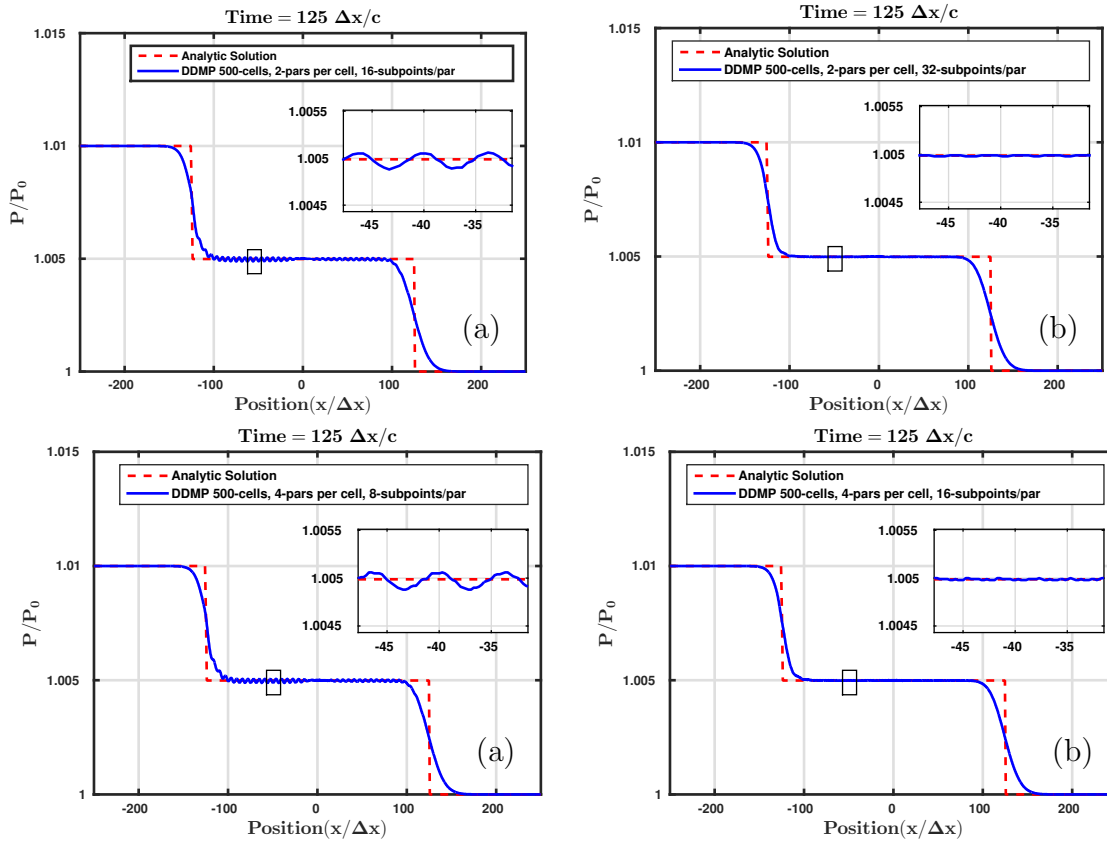 Time = 125 Δx/c
1.015
Analytic Solution
DDMP 500-cells, 2-pars per cell, 16-subpoints/par
1.0055
1.005
1.0045
-45
-40
-35
1.01
P/P₀
1.005
(a)
1
-200
-100
0
100
200
Position(x/Δx)
Time = 125 Δx/c
1.015
Analytic Solution
DDMP 500-cells, 2-pars per cell, 32-subpoints/par
1.0055
1.005
1.0045
-45
-40
-35
1.01
P/P₀
1.005
(b)
1
-200
-100
0
100
200
Position(x/Δx)
Time = 125 Δx/c
1.015
Analytic Solution
DDMP 500-cells, 4-pars per cell, 8-subpoints/par
1.0055
1.005
1.0045
-45
-40
-35
1.01
P/P₀
1.005
(a)
1
-200
-100
0
100
200
Position(x/Δx)
Time = 125 Δx/c
1.015
Analytic Solution
DDMP 500-cells, 4-pars per cell, 16-subpoints/par
1.0055
1.005
1.0045
-45
-40
-35
1.01
P/P₀
1.005
(b)
1
-200
-100
0
100
200
Position(x/Δx)